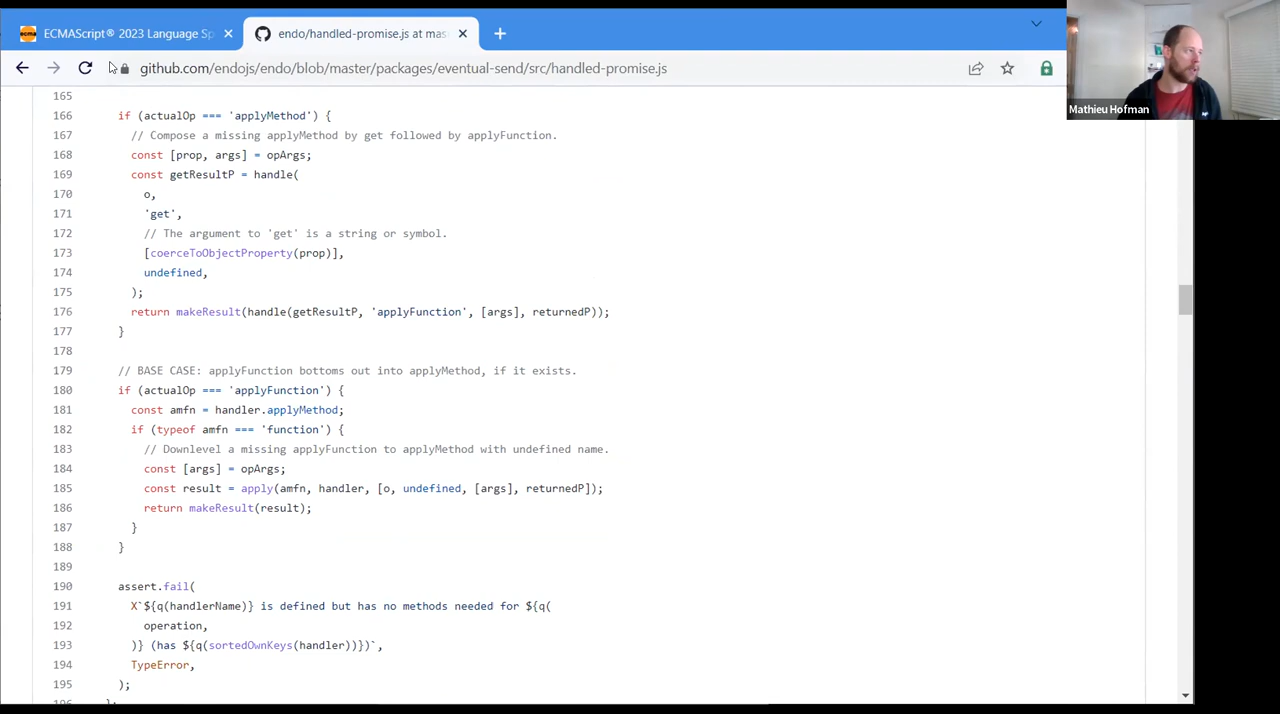 ECMAScript® 2023 Language Sp
endo/handled-promise.js at mas
github.com/endojs/endo/blob/master/packages/eventual-send/src/handled-promise.js
Mathieu Hofman
165
166 if (actualOp === 'applyMethod') {
167 // Compose a missing applyMethod by get followed by applyFunction.
168 const [prop, args] = opArgs;
169 const getResultP = handle(
170 o,
171 'get',
172 // The argument to 'get' is a string or symbol.
173 [coerceToObjectProperty(prop)],
174 undefined,
175 );
176 return makeResult(handle(getResultP, 'applyFunction', [args], returnedP));
177 }
178
179 // BASE CASE: applyFunction bottoms out into applyMethod, if it exists.
180 if (actualOp === 'applyFunction') {
181 const amfn = handler.applyMethod;
182 if (typeof amfn === 'function') {
183 // Downlevel a missing applyFunction to applyMethod with undefined name.
184 const [args] = opArgs;
185 const result = apply(amfn, handler, [o, undefined, [args], returnedP]);
186 return makeResult(result);
187 }
188 }
189
190 assert.fail(
191 X`${q(handlerName)} is defined but has no methods needed for ${q(
192 operation,
193 )} (has ${q(sortedOwnKeys(handler))})`,
194 TypeError,
195 );
196 };